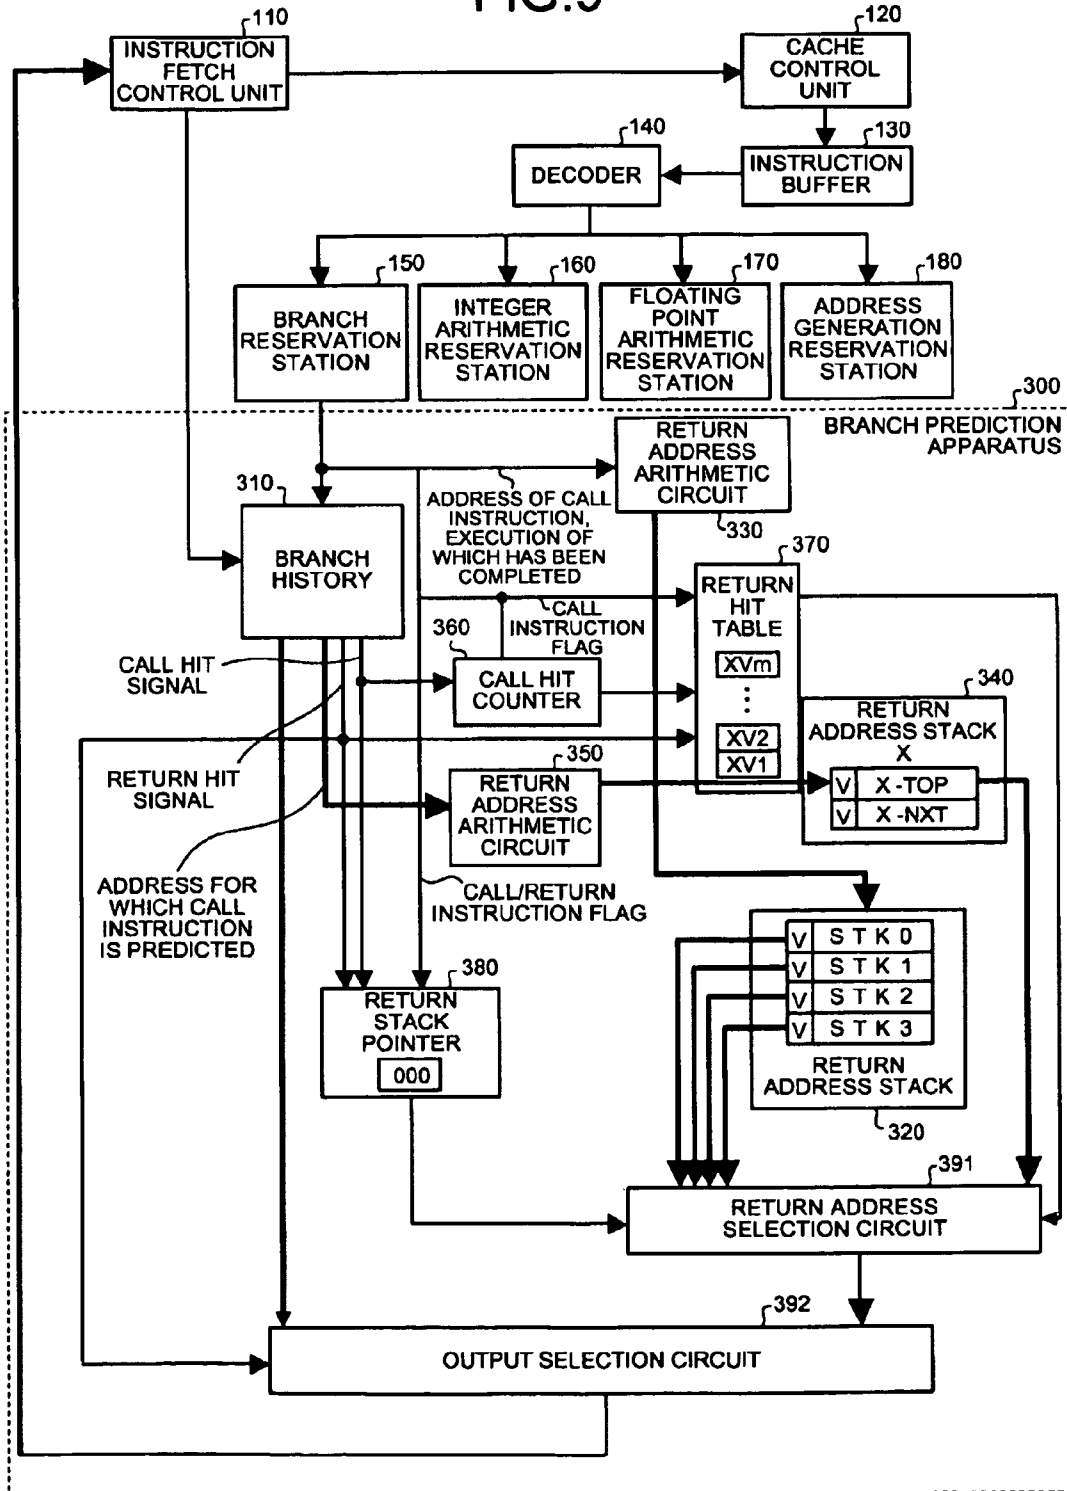 110
INSTRUCTION
FETCH
CONTROL UNIT
120
CACHE
CONTROL
UNIT
130
INSTRUCTION
BUFFER
140
DECODER
150
BRANCH
RESERVATION
STATION
160
INTEGER
ARITHMETIC
RESERVATION
STATION
170
FLOATING
POINT
ARITHMETIC
RESERVATION
STATION
180
ADDRESS
GENERATION
RESERVATION
STATION
300
BRANCH PREDICTION
APPARATUS
RETURN
ADDRESS
ARITHMETIC
CIRCUIT
330
310
BRANCH
HISTORY
ADDRESS OF CALL
INSTRUCTION,
EXECUTION OF
WHICH HAS BEEN
COMPLETED
CALL
INSTRUCTION
FLAG
370
RETURN
HIT
TABLE
XVm
XV2
XV1
360
CALL HIT
COUNTER
CALL HIT
SIGNAL
RETURN HIT
SIGNAL
340
RETURN
ADDRESS STACK
X
V X-TOP
V X-NXT
350
RETURN
ADDRESS
ARITHMETIC
CIRCUIT
ADDRESS FOR
WHICH CALL
INSTRUCTION
IS PREDICTED
CALL/RETURN
INSTRUCTION FLAG
380
RETURN
STACK
POINTER
000
V STK0
V STK1
V STK2
V STK3
RETURN
ADDRESS STACK
320
391
RETURN ADDRESS
SELECTION CIRCUIT
392
OUTPUT SELECTION CIRCUIT